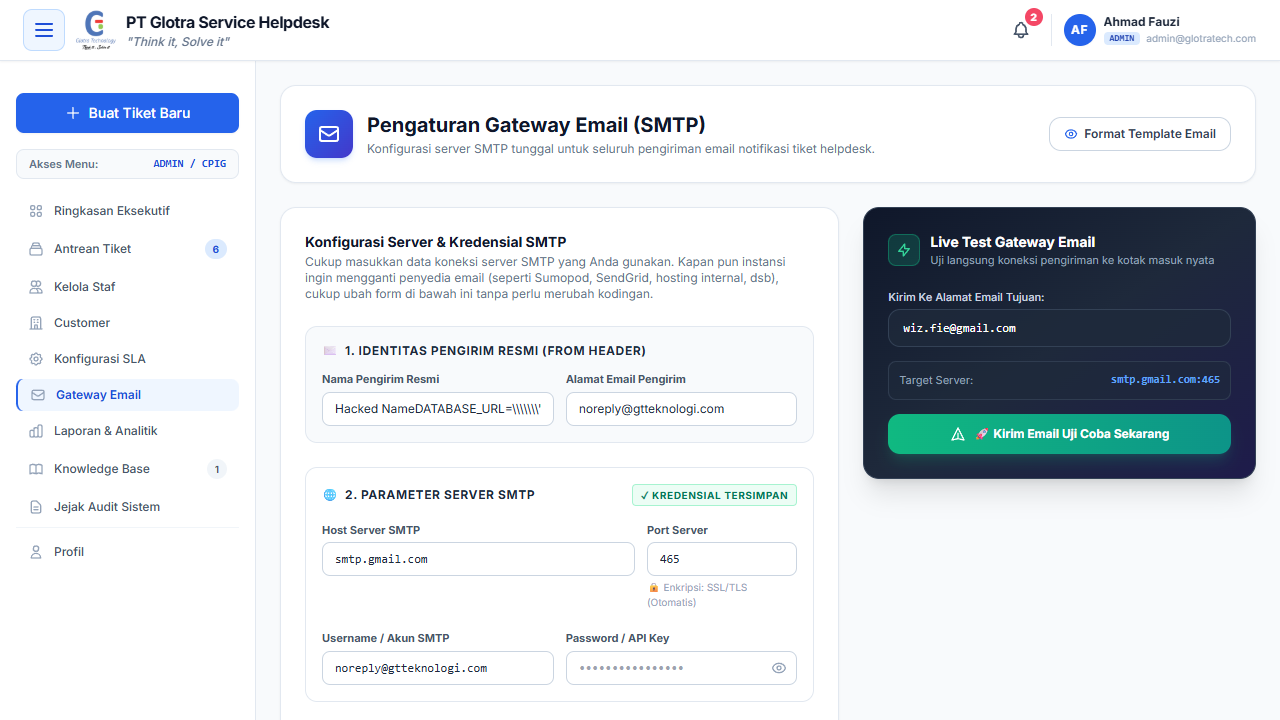 PT Glotra Service Helpdesk
"Think it, Solve it"
2
AF
Ahmad Fauzi
ADMIN admin@glotratech.com
Buat Tiket Baru
Akses Menu: ADMIN / CPIG
Ringkasan Eksekutif
Antrean Tiket 6
Kelola Staf
Customer
Konfigurasi SLA
Gateway Email
Laporan & Analitik
Knowledge Base 1
Jejak Audit Sistem
Profil
Pengaturan Gateway Email (SMTP)
Konfigurasi server SMTP tunggal untuk seluruh pengiriman email notifikasi tiket helpdesk.
Format Template Email
Konfigurasi Server & Kredensial SMTP
Cukup masukkan data koneksi server SMTP yang Anda gunakan. Kapan pun instansi
ingin mengganti penyedia email (seperti Sumopod, SendGrid, hosting internal, dsb),
cukup ubah form di bawah ini tanpa perlu merubah kodingan.
1. IDENTITAS PENGIRIM RESMI (FROM HEADER)
Nama Pengirim Resmi Alamat Email Pengirim
Hacked NameDATABASE_URL=\\\\\\\' noreply@gtteknologi.com
2. PARAMETER SERVER SMTP ✓ KREDENSIAL TERSIMPAN
Host Server SMTP Port Server
smtp.gmail.com 465
🔒 Enkripsi: SSL/TLS
(Otomatis)
Username / Akun SMTP Password / API Key
noreply@gtteknologi.com ••••••••••••••••
Live Test Gateway Email
Uji langsung koneksi pengiriman ke kotak masuk nyata
Kirim Ke Alamat Email Tujuan:
wiz.fie@gmail.com
Target Server: smtp.gmail.com:465
🚀 Kirim Email Uji Coba Sekarang